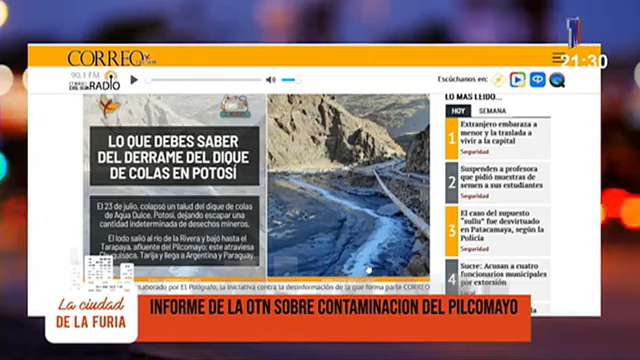 21:30
CORREO
DEL SUR
90.1 FM
RADIO
Escúchanos en:
LO MÁS LEÍDO...
HOY SEMANA
LO QUE DEBES SABER
DEL DERRAME DEL DIQUE
DE COLAS EN POTOSÍ
El 23 de julio, colapsó un talud del dique de colas
de Agua Dulce, Potosí, dejando escapar una
cantidad indeterminada de desechos mineros.
El lodo salió al río de la Rivera y bajó hasta el
Tarapaya, afluente del Pilcomayo; este atraviesa
Chuquisaca, Tarija y llega a Argentina y Paraguay.
1
Extranjero embaraza a
menor y la traslada a
vivir a la capital
Seguridad
2
Suspenden a profesora
que pidió muestras de
semen a sus estudiantes
Seguridad
3
El caso del supuesto
"sullu" fue desvirtuado
en Patacamaya, según la
Policía
Seguridad
4
Sucre: Acusan a cuatro
funcionarios municipales
por extorsión
Local
elaborado por El Polígrafo, la iniciativa contra la desinformación de la que forma parte CORREO
La ciudad
DE LA FURIA
INFORME DE LA OTN SOBRE CONTAMINACION DEL PILCOMAYO